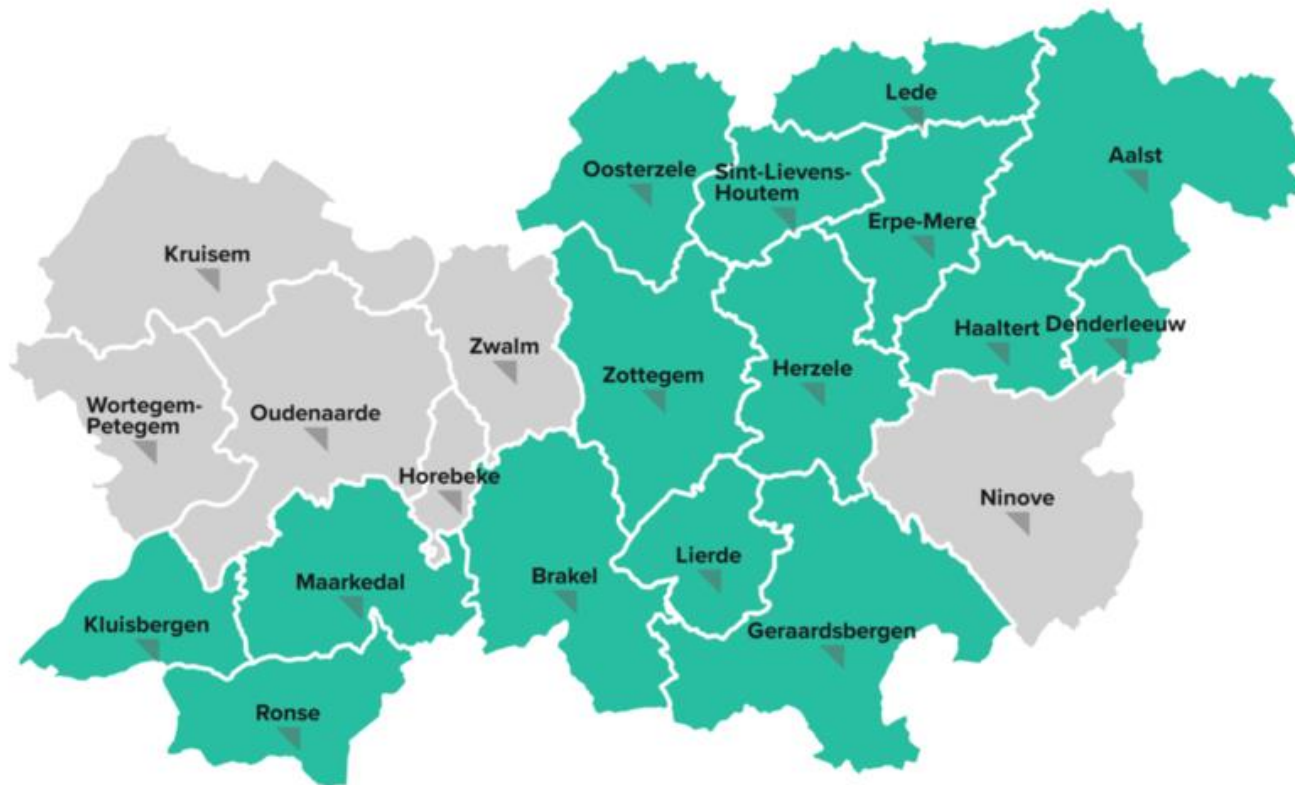 Lede
Aalst
Oosterzele
Sint-Lievens-
Houtem
Erpe-Mere
Kruisem
Haaltert
Denderleeuw
Zwalm
Zottegem
Herzele
Wortegem-
Petegem
Oudenaarde
Horebeke
Ninove
Lierde
Maarkedal
Brakel
Kluisbergen
Geraardsbergen
Ronse